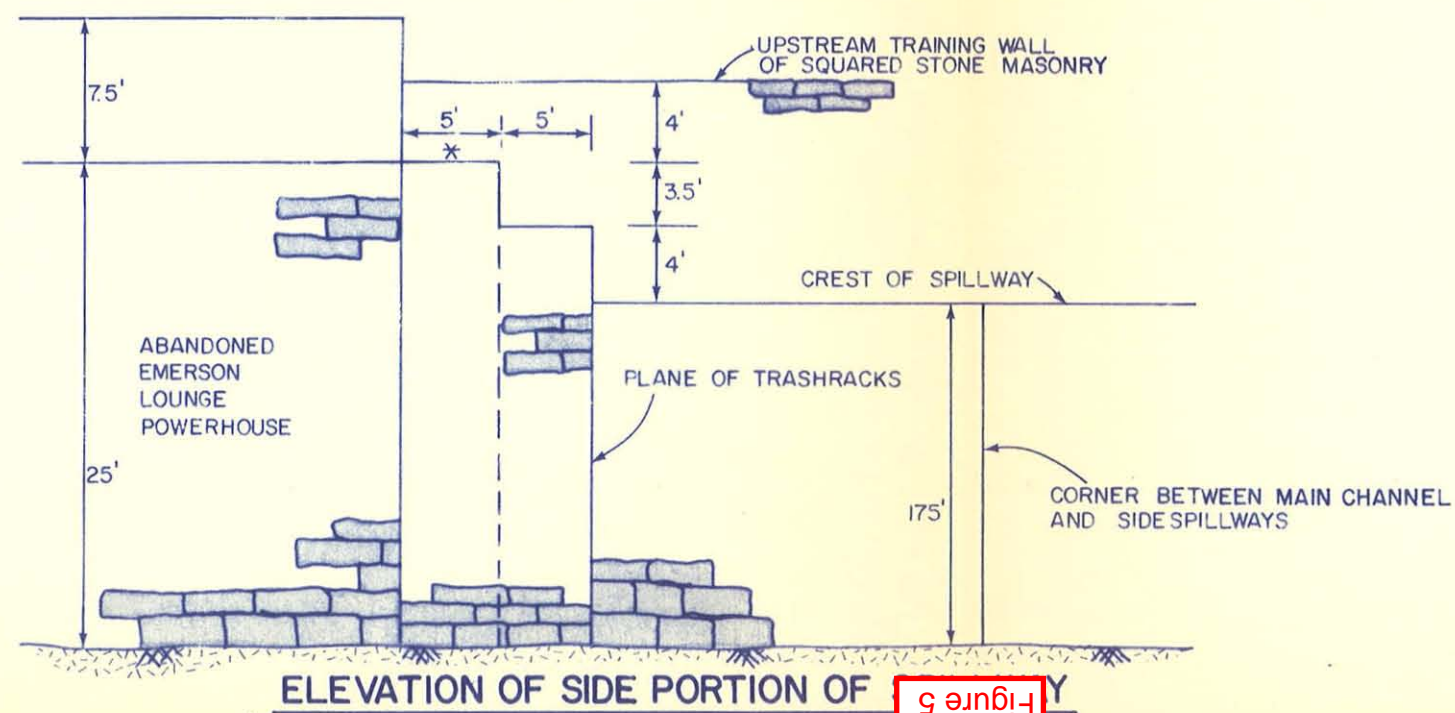 7.5'
UPSTREAM TRAINING WALL
OF SQUARED STONE MASONRY
5'
5'
4'
*
3.5'
4'
CREST OF SPILLWAY
ABANDONED
EMERSON
LOUNGE
POWERHOUSE
PLANE OF TRASHRACKS
25'
175'
CORNER BETWEEN MAIN CHANNEL
AND SIDESPILLWAYS
ELEVATION OF SIDE PORTION OF
Figure 5